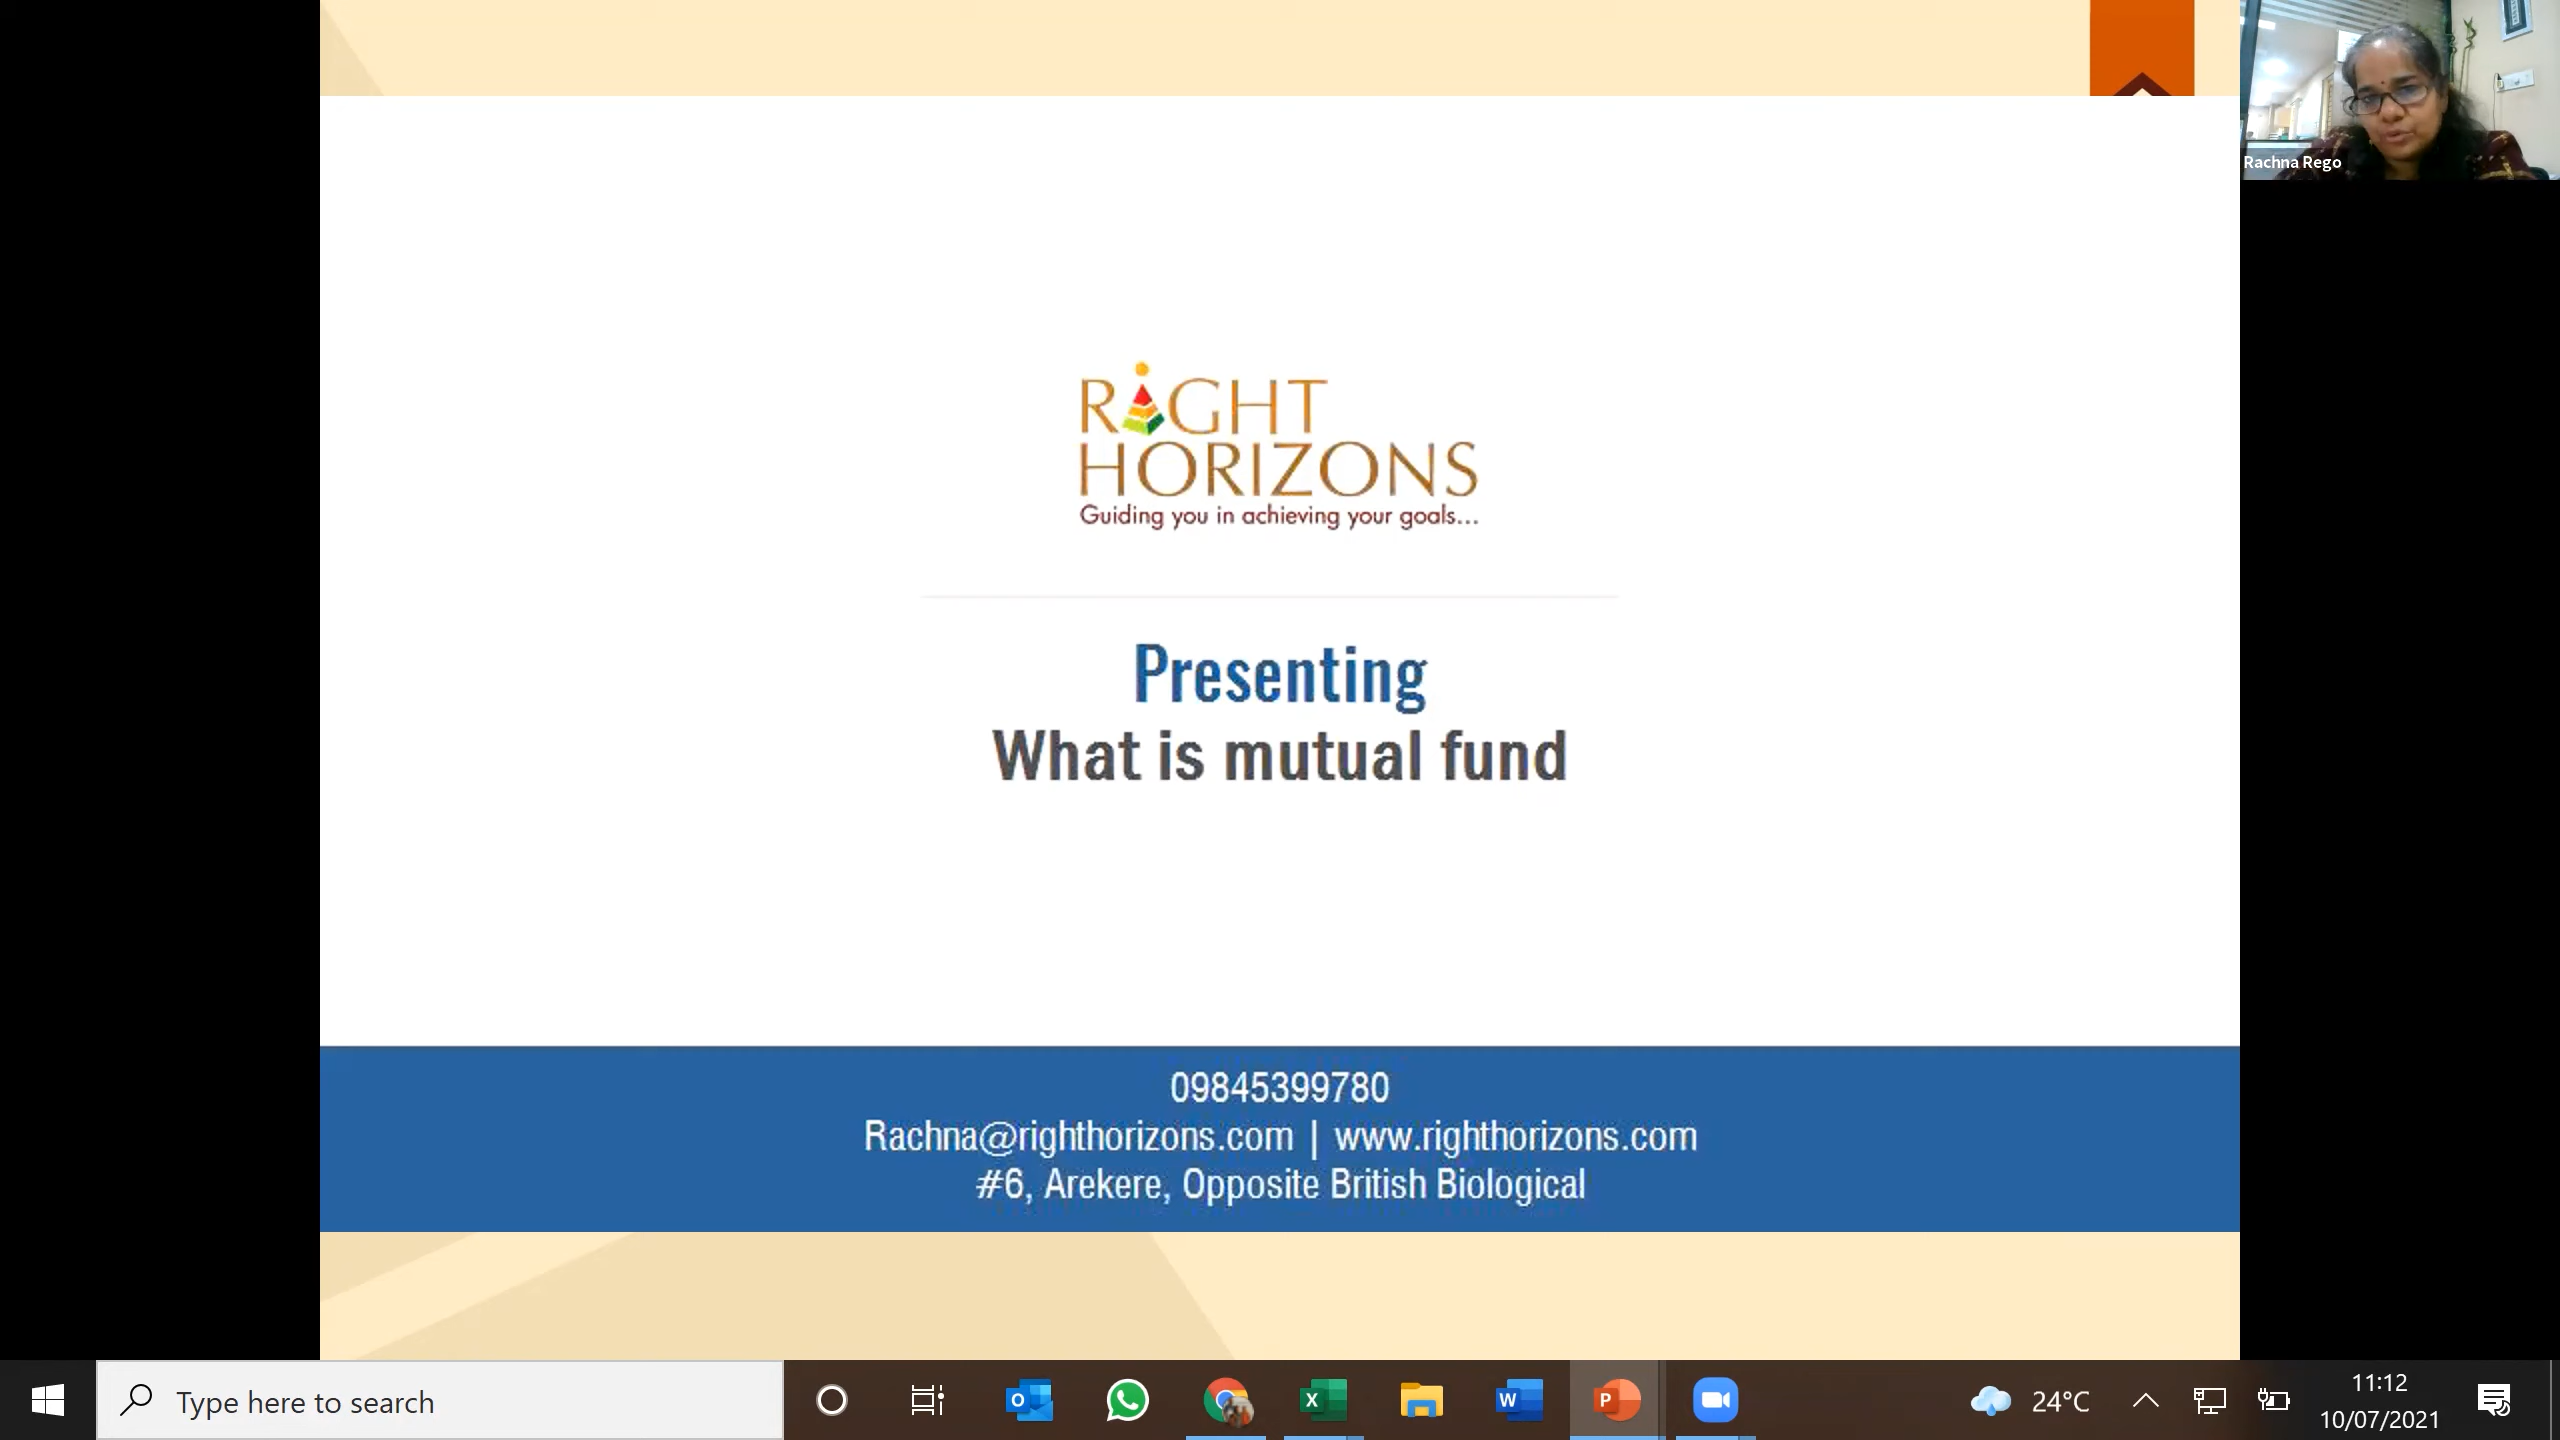 Rachna Rego
RIGHT
HORIZONS
Guiding you in achieving your goals...
Presenting
What is mutual fund
09845399780
Rachna@righthorizons.com | www.righthorizons.com
#6, Arekere, Opposite British Biological
Type here to search
24°C
11:12
10/07/2021